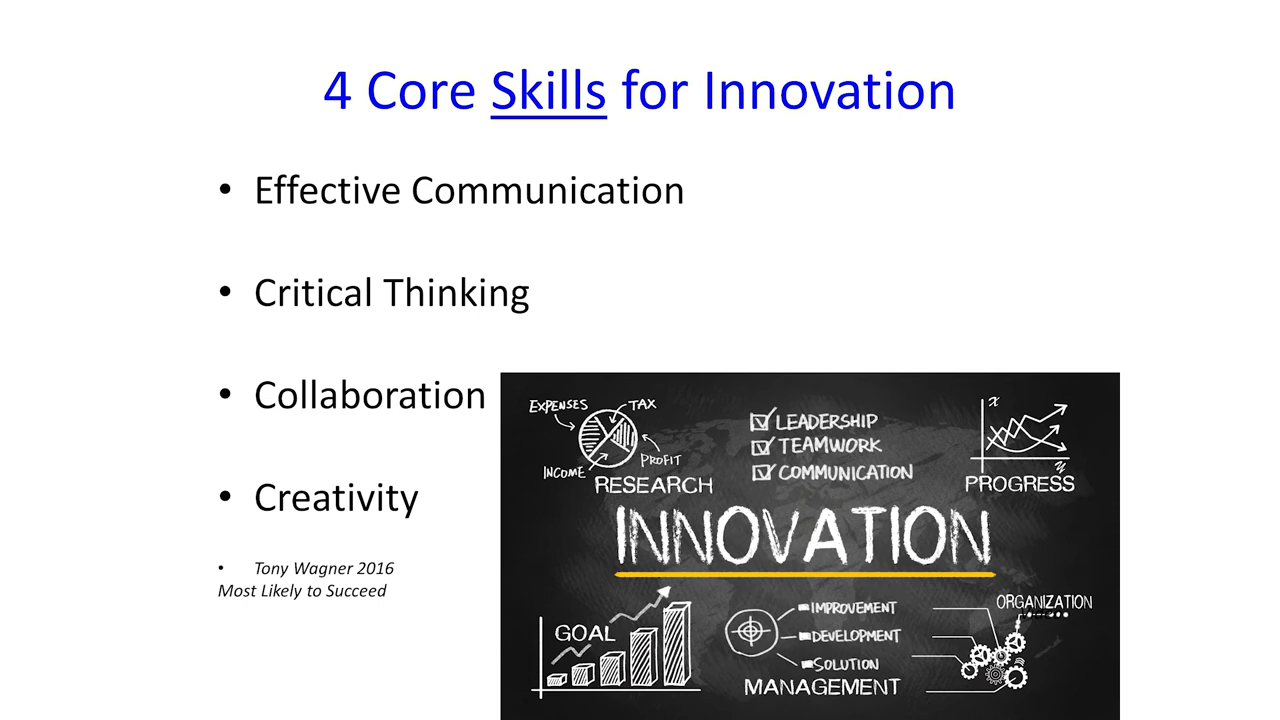 4 Core Skills for Innovation
• Effective Communication
• Critical Thinking
• Collaboration
• Creativity
• Tony Wagner 2016
Most Likely to Succeed
EXPENSES
TAX
INCOME
PROFIT
RESEARCH
LEADERSHIP
TEAMWORK
COMMUNICATION
x
y
PROGRESS
INNOVATION
GOAL
IMPROVEMENT
DEVELOPMENT
SOLUTION
MANAGEMENT
ORGANIZATION